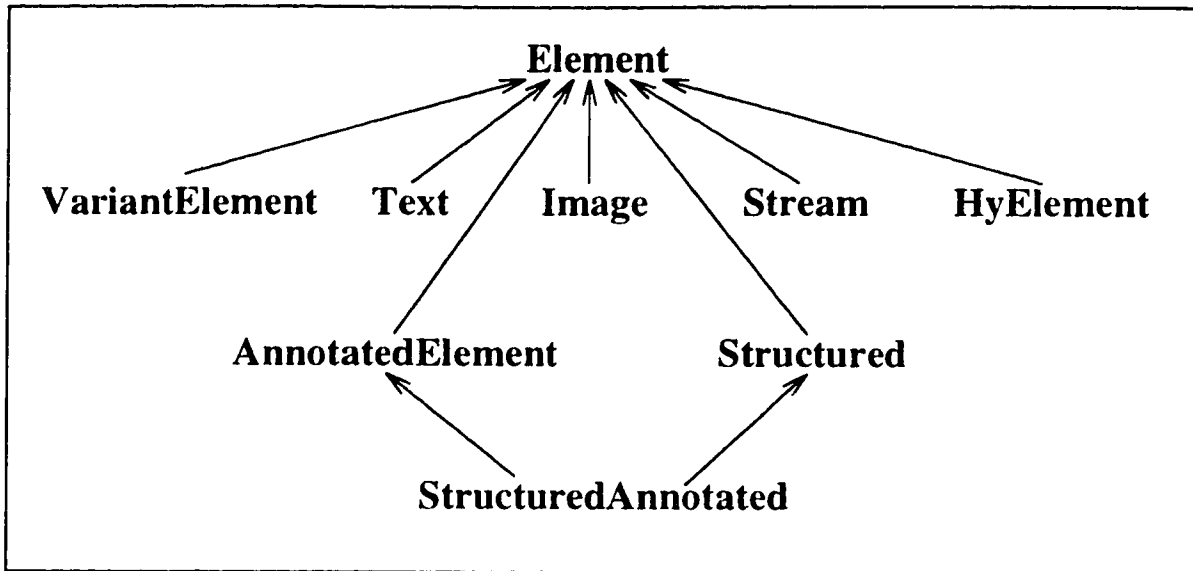 Element
VariantElement Text Image Stream HyElement
AnnotatedElement Structured
StructuredAnnotated